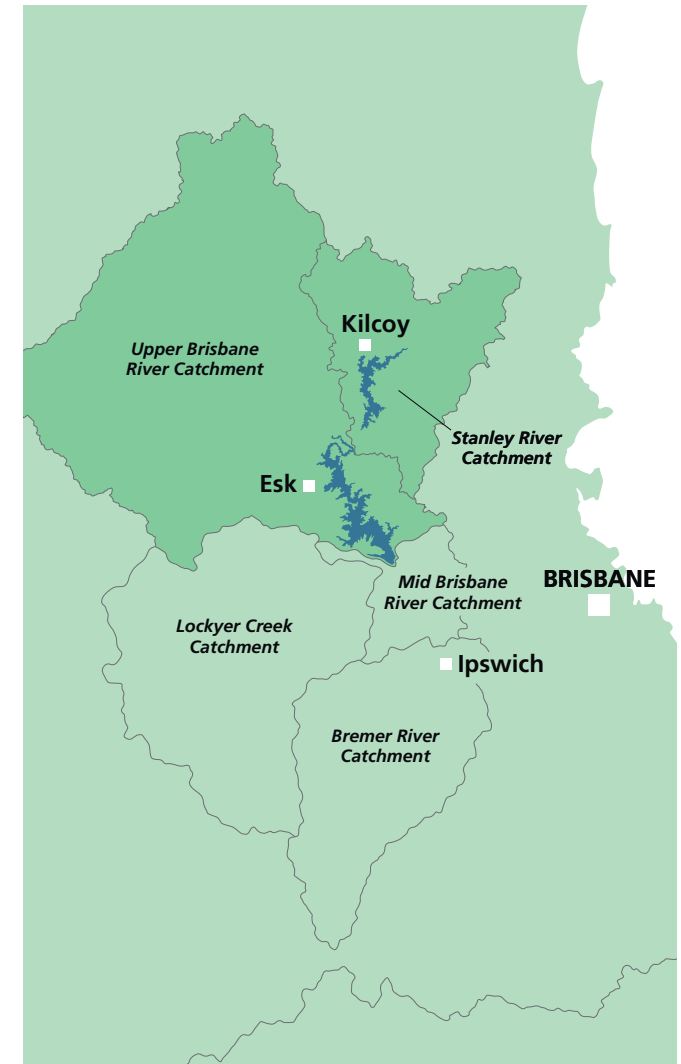 Kilcoy
Upper Brisbane
River Catchment
Stanley River
Catchment
Esk
Mid Brisbane
River Catchment
BRISBANE
Lockyer Creek
Catchment
Ipswich
Bremer River
Catchment